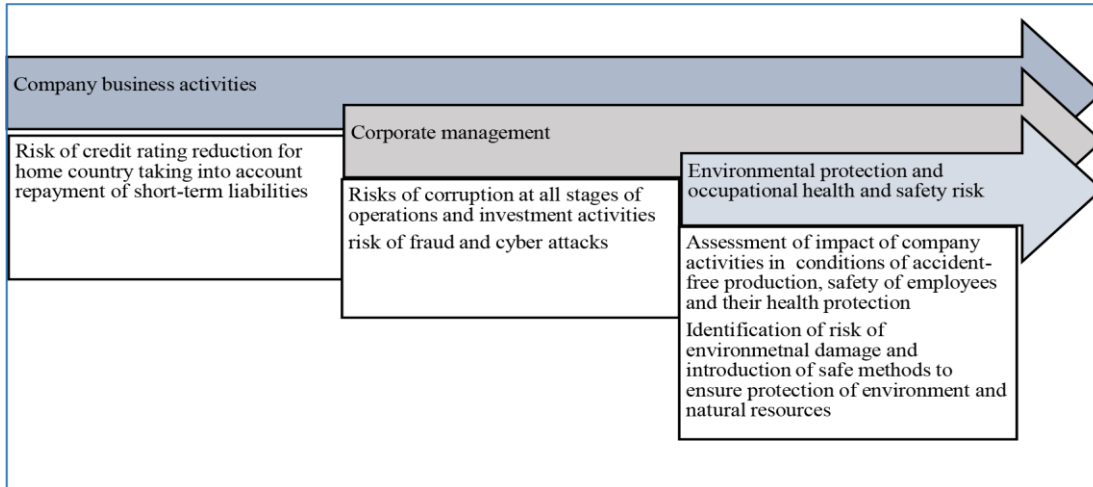 Company business activities
Risk of credit rating reduction for
home country taking into account
repayment of short-term liabilities
Corporate management
Risks of corruption at all stages of
operations and investment activities
risk of fraud and cyber attacks
Environmental protection and
occupational health and safety risk
Assessment of impact of company
activities in  conditions of accident-
free production, safety of employees
and their health protection
Identification of risk of
environmetnal damage and
introduction of safe methods to
ensure protection of environment and
natural resources